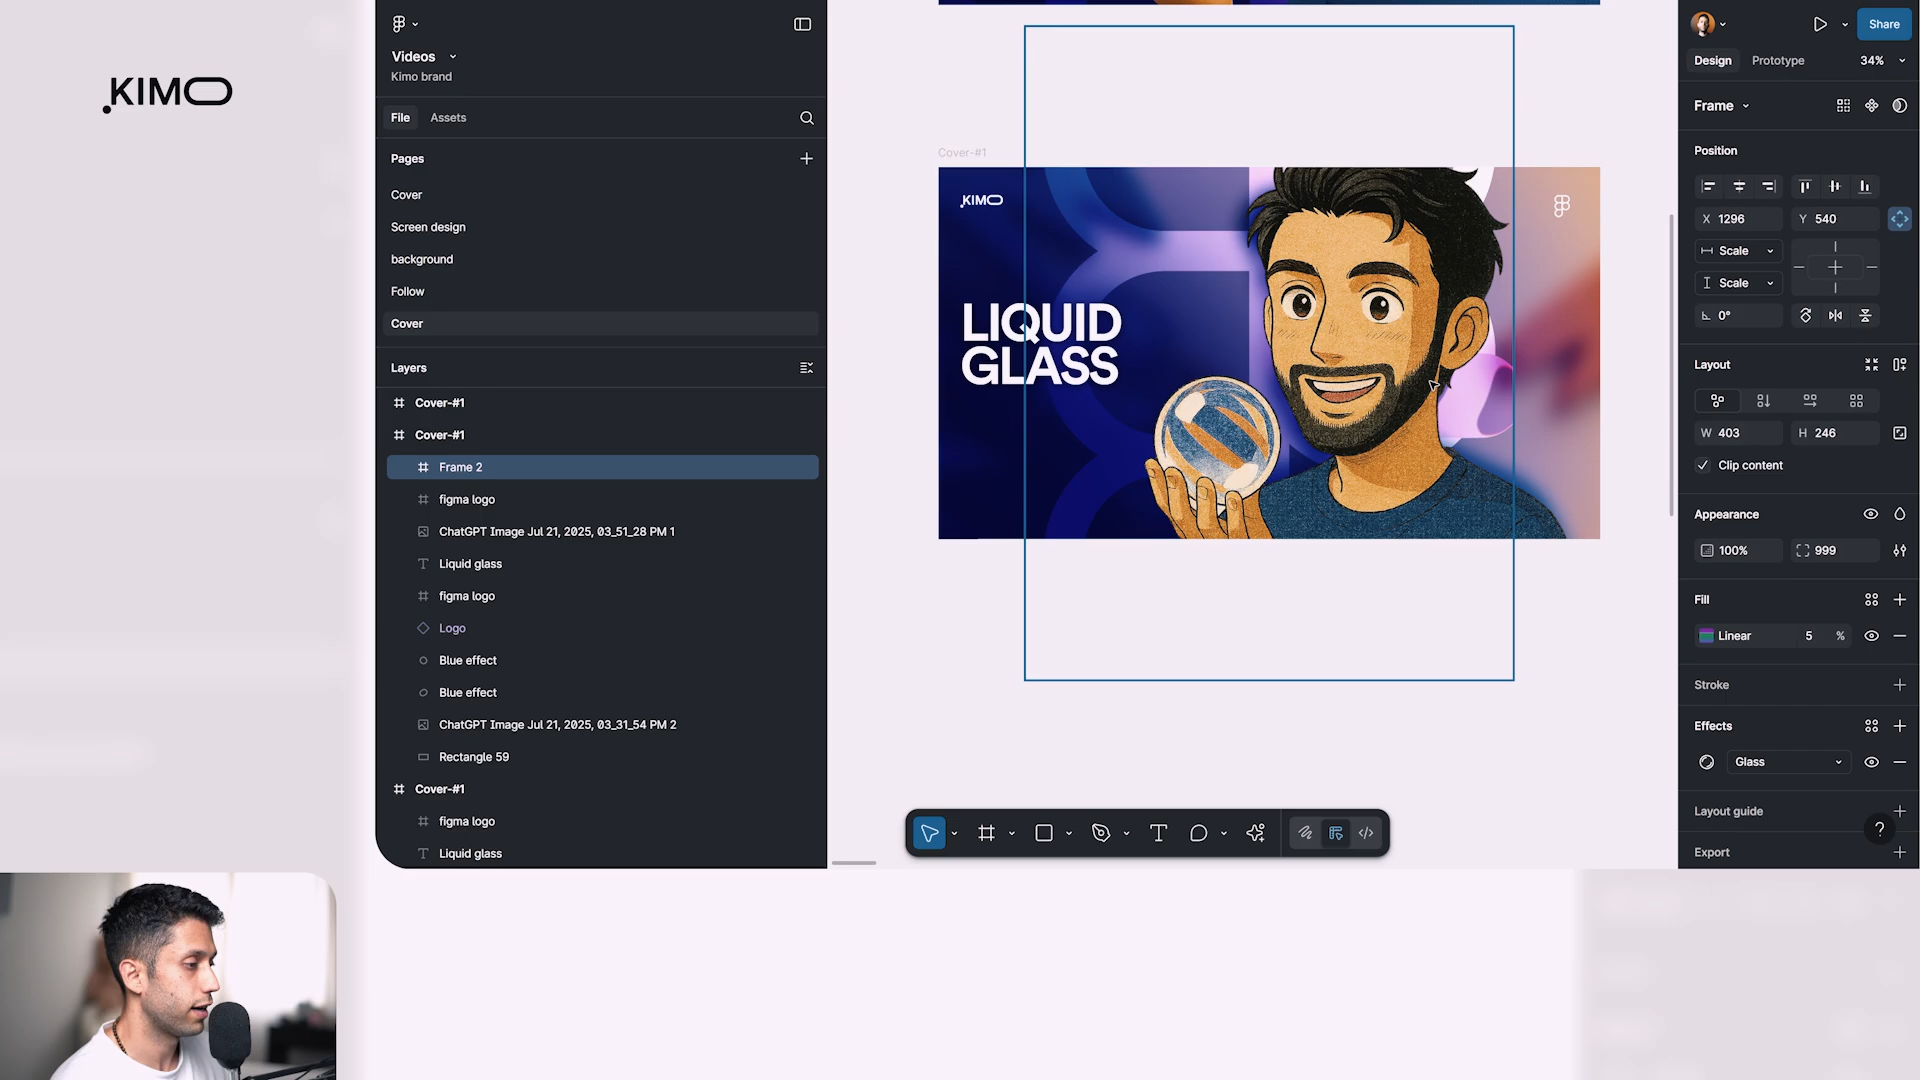 KIMO
Videos
Kimo brand
File
Assets
Pages
Cover
Screen design
background
Follow
Cover
Layers
Cover-#1
Cover-#1
Frame 2
figma logo
ChatGPT Image Jul 21, 2025, 03_51_28 PM 1
Liquid glass
figma logo
Logo
Blue effect
Blue effect
ChatGPT Image Jul 21, 2025, 03_31_54 PM 2
Rectangle 59
Cover-#1
figma logo
Liquid glass
Cover-#1
KIMO
LIQUID
GLASS
Share
Design
Prototype
34%
Frame
Position
X 1296
Y 540
Scale
Scale
0°
Layout
W 403
H 246
Clip content
Appearance
100%
999
Fill
Linear
5
%
Stroke
Effects
Glass
Layout guide
?
Export